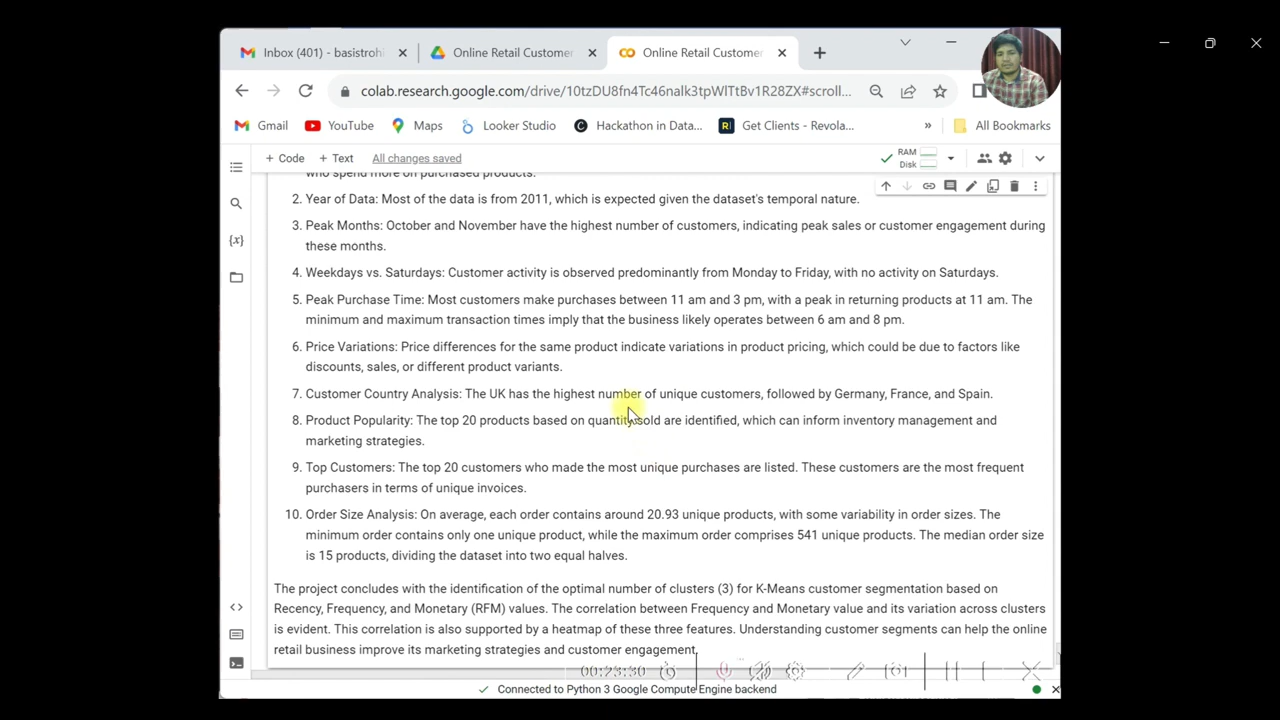 Inbox (401) - basistrohi
Online Retail Customer
Online Retail Customer
colab.research.google.com/drive/10tzDU8fn4Tc46nalk3tpWlTtBv1R28ZX#scroll...
Gmail
YouTube
Maps
Looker Studio
Hackathon in Data...
Get Clients - Revola...
»
All Bookmarks
+ Code
+ Text
All changes saved
RAM
Disk
who spend more on purchased products.
2. Year of Data: Most of the data is from 2011, which is expected given the dataset's temporal nature.
3. Peak Months: October and November have the highest number of customers, indicating peak sales or customer engagement during
these months.
4. Weekdays vs. Saturdays: Customer activity is observed predominantly from Monday to Friday, with no activity on Saturdays.
5. Peak Purchase Time: Most customers make purchases between 11 am and 3 pm, with a peak in returning products at 11 am. The
minimum and maximum transaction times imply that the business likely operates between 6 am and 8 pm.
6. Price Variations: Price differences for the same product indicate variations in product pricing, which could be due to factors like
discounts, sales, or different product variants.
7. Customer Country Analysis: The UK has the highest number of unique customers, followed by Germany, France, and Spain.
8. Product Popularity: The top 20 products based on quantity sold are identified, which can inform inventory management and
marketing strategies.
9. Top Customers: The top 20 customers who made the most unique purchases are listed. These customers are the most frequent
purchasers in terms of unique invoices.
10. Order Size Analysis: On average, each order contains around 20.93 unique products, with some variability in order sizes. The
minimum order contains only one unique product, while the maximum order comprises 541 unique products. The median order size
is 15 products, dividing the dataset into two equal halves.
The project concludes with the identification of the optimal number of clusters (3) for K-Means customer segmentation based on
Recency, Frequency, and Monetary (RFM) values. The correlation between Frequency and Monetary value and its variation across clusters
is evident. This correlation is also supported by a heatmap of these three features. Understanding customer segments can help the online
retail business improve its marketing strategies and customer engagement.
00:23:30
Connected to Python 3 Google Compute Engine backend